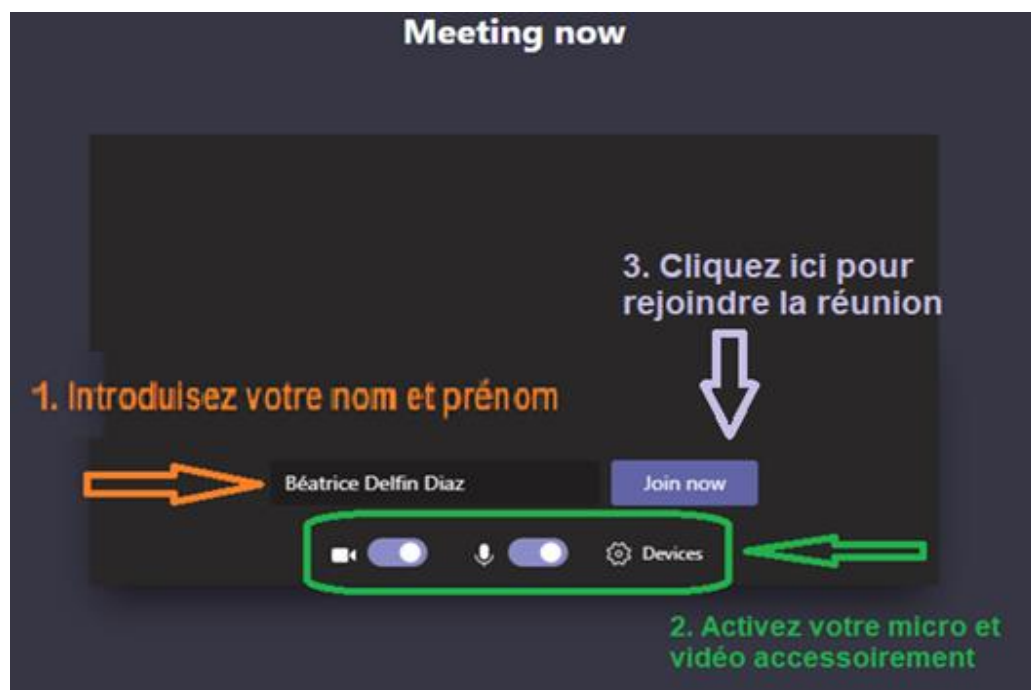 Meeting now
3. Cliquez ici pour
rejoindre la réunion
1. Introduisez votre nom et prénom
Béatrice Delfin Diaz
Join now
Devices
2. Activez votre micro et
vidéo accessoirement